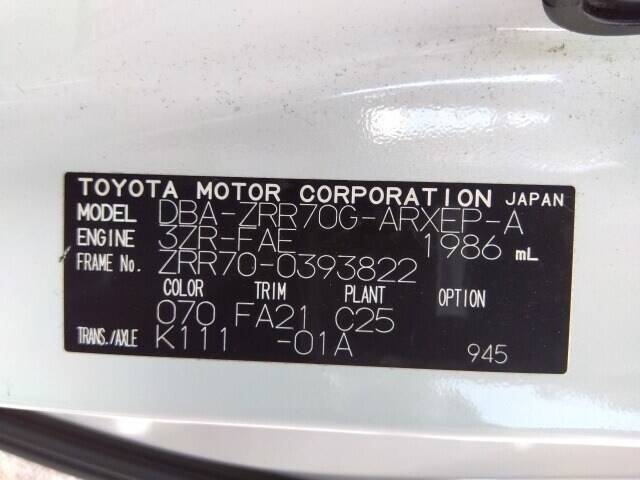 TOYOTA MOTOR CORPORATION JAPAN
MODEL DBA-ZRR70G-ARXEP-A
ENGINE 3ZR-FAE 1986 mL
FRAME No. ZRR70-0393822
COLOR TRIM PLANT OPTION
070 FA21 C25
TRANS./AXLE K111 -01A 945